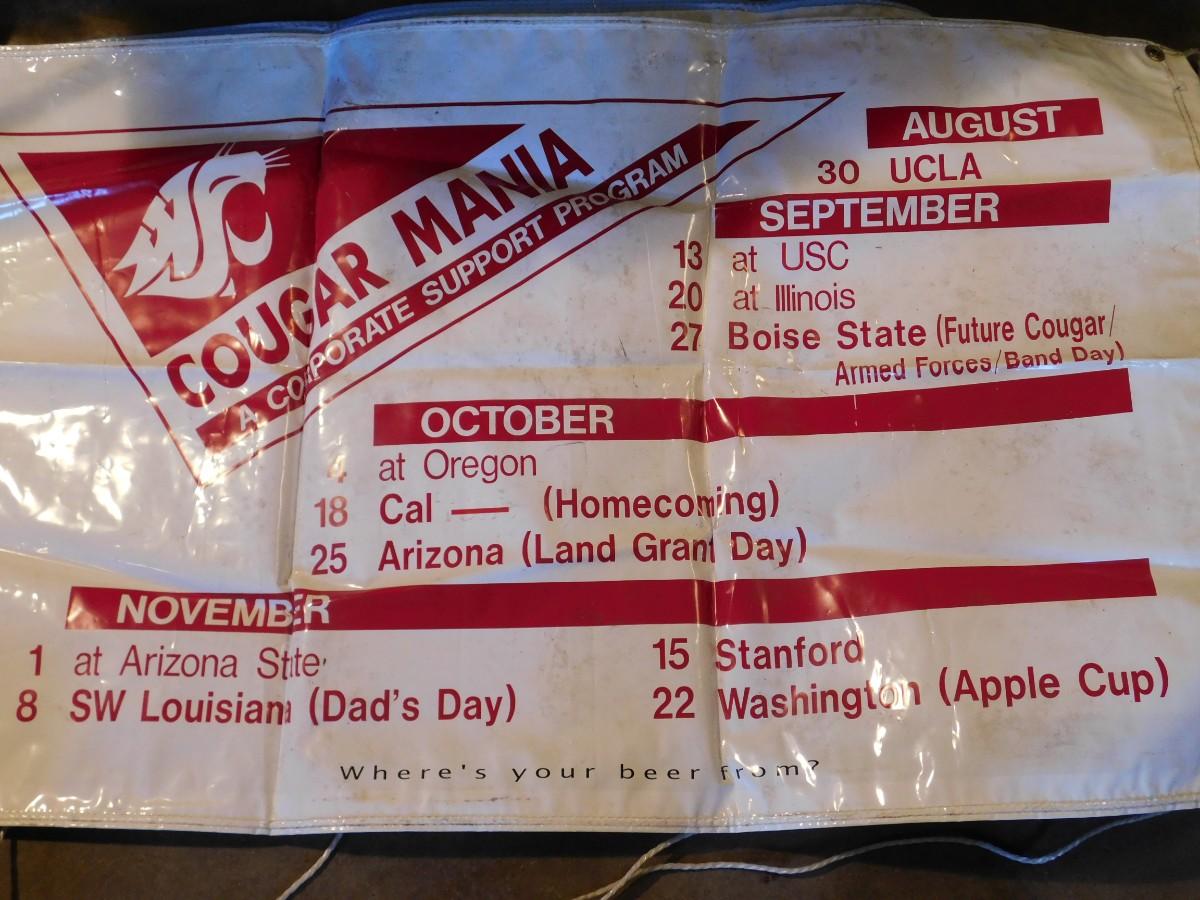 COUGAR MANIA
A CORPORATE SUPPORT PROGRAM
AUGUST
30 UCLA
SEPTEMBER
13 at USC
20 at Illinois
27 Boise State (Future Cougar/
Armed Forces/Band Day)
OCTOBER
4 at Oregon
18 Cal — (Homecoming)
25 Arizona (Land Grant Day)
NOVEMBER
1 at Arizona State
8 SW Louisiana (Dad's Day)
15 Stanford
22 Washington (Apple Cup)
Where's your beer from?